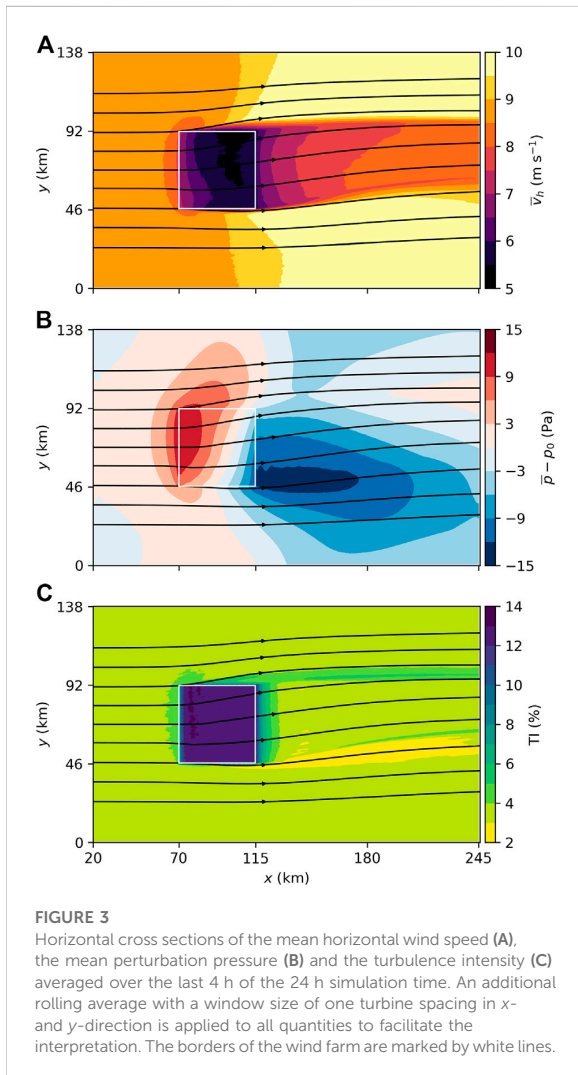 A
138
92
46
0
y (km)
10
9
8
7
6
5
v̅ₕ (m s⁻¹)
B
138
92
46
0
y (km)
15
9
3
−3
−9
−15
p̅ − p₀ (Pa)
C
138
92
46
0
y (km)
20
70
115
180
245
x (km)
14
12
10
8
6
4
2
TI (%)
FIGURE 3
Horizontal cross sections of the mean horizontal wind speed (A),
the mean perturbation pressure (B) and the turbulence intensity (C)
averaged over the last 4 h of the 24 h simulation time. An additional
rolling average with a window size of one turbine spacing in x-
and y-direction is applied to all quantities to facilitate the
interpretation. The borders of the wind farm are marked by white lines.